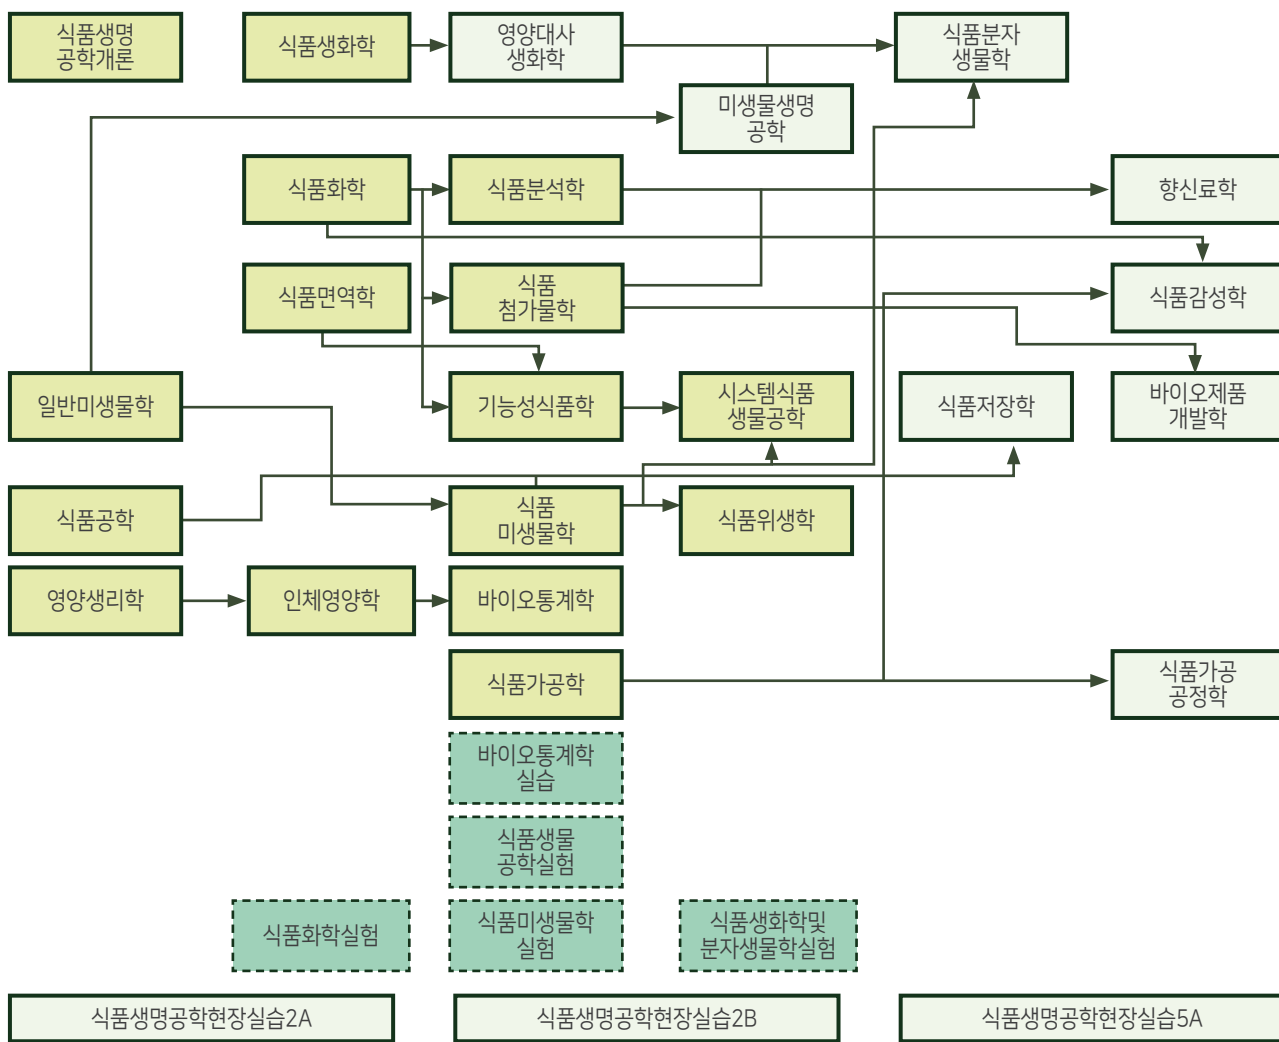 식품생명
공학개론
식품생화학
영양대사
생화학
식품분자
생물학
미생물생명
공학
식품화학
식품분석학
향신료학
식품면역학
식품
첨가물학
식품감성학
일반미생물학
기능성식품학
시스템식품
생물공학
식품저장학
바이오제품
개발학
식품공학
식품
미생물학
식품위생학
영양생리학
인체영양학
바이오통계학
식품가공학
식품가공
공정학
바이오통계학
실습
식품생물
공학실험
식품화학실험
식품미생물학
실험
식품생화학및
분자생물학실험
식품생명공학현장실습2A
식품생명공학현장실습2B
식품생명공학현장실습5A